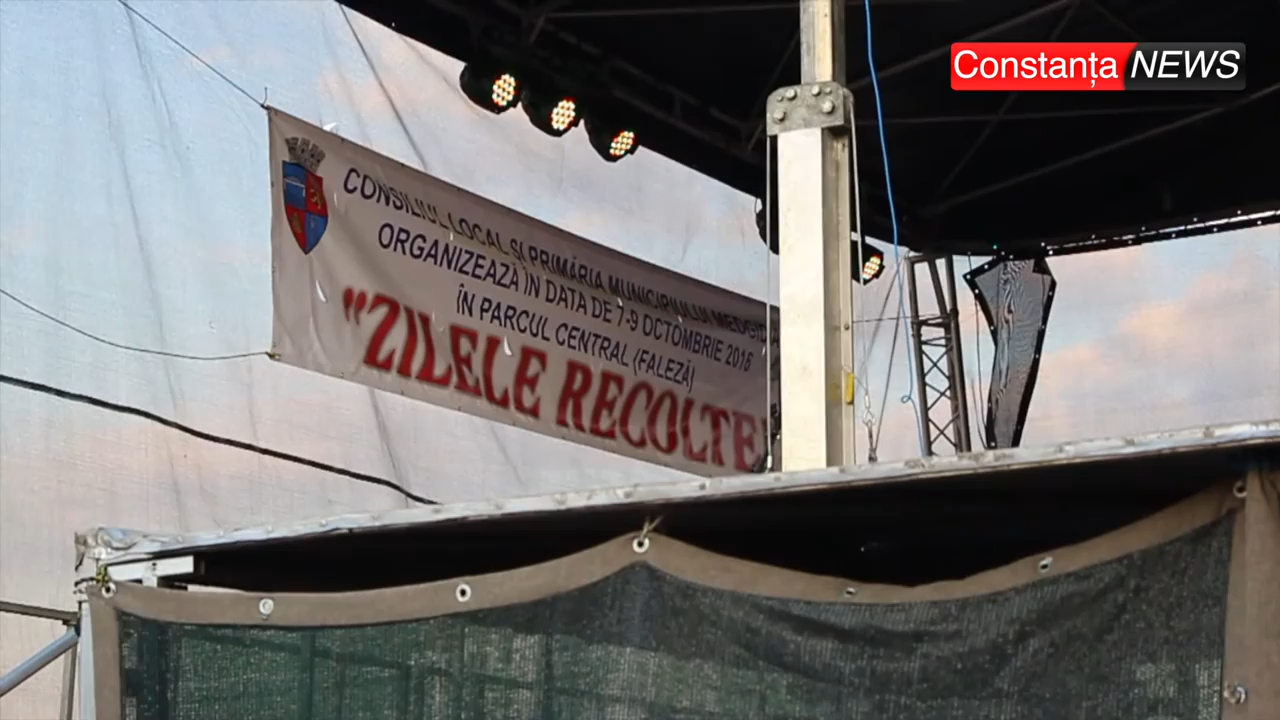 Constanța NEWS
CONSILIUL LOCAL ȘI PRIMĂRIA MUNICIPIULUI MEDGIDIA
ORGANIZEAZĂ ÎN DATA DE 7-9 OCTOMBRIE 2016
ÎN PARCUL CENTRAL (FALEZĂ)
"ZILELE RECOLTEI